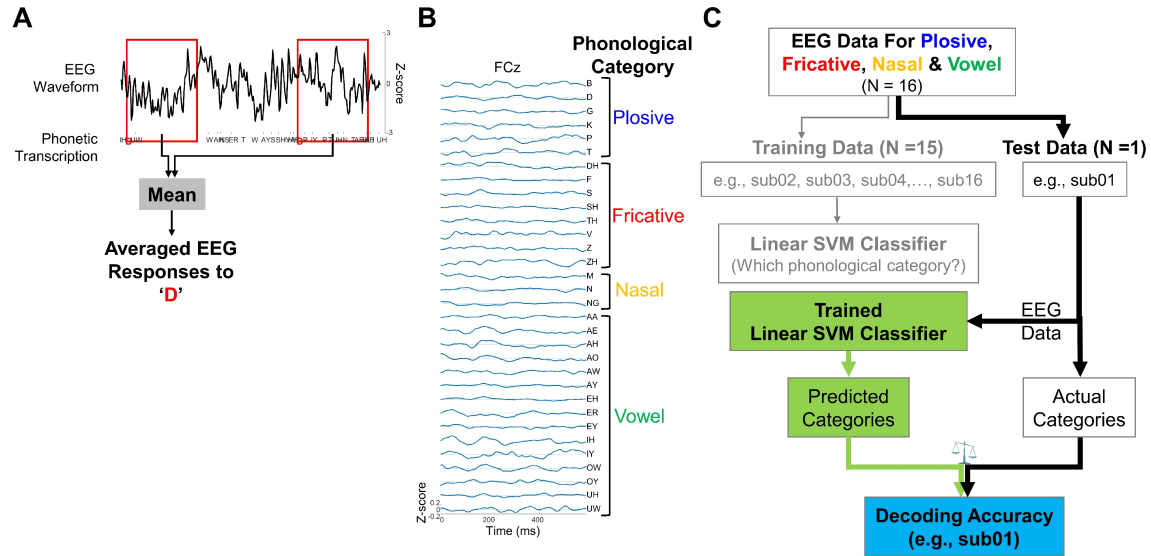 A
EEG
Waveform
3
Z-score
-3
Phonetic
Transcription
Mean
Averaged EEG
Responses to
‘D’
B
Phonological
Category
FCz
B
D
G
K
P
T
Plosive
DH
F
S
SH
TH
V
Z
ZH
Fricative
M
N
NG
Nasal
AA
AE
AH
AO
AW
AY
EH
ER
EY
IH
IY
OW
OY
UH
UW
Vowel
Z-score
0.2
-0.2
0
200
400
Time (ms)
C
EEG Data For Plosive,
Fricative, Nasal & Vowel
(N = 16)
Training Data (N =15)
Test Data (N =1)
e.g., sub02, sub03, sub04,…, sub16
e.g., sub01
Linear SVM Classifier
(Which phonological category?)
Trained
Linear SVM Classifier
EEG
Data
Predicted
Categories
Actual
Categories
Decoding Accuracy
(e.g., sub01)